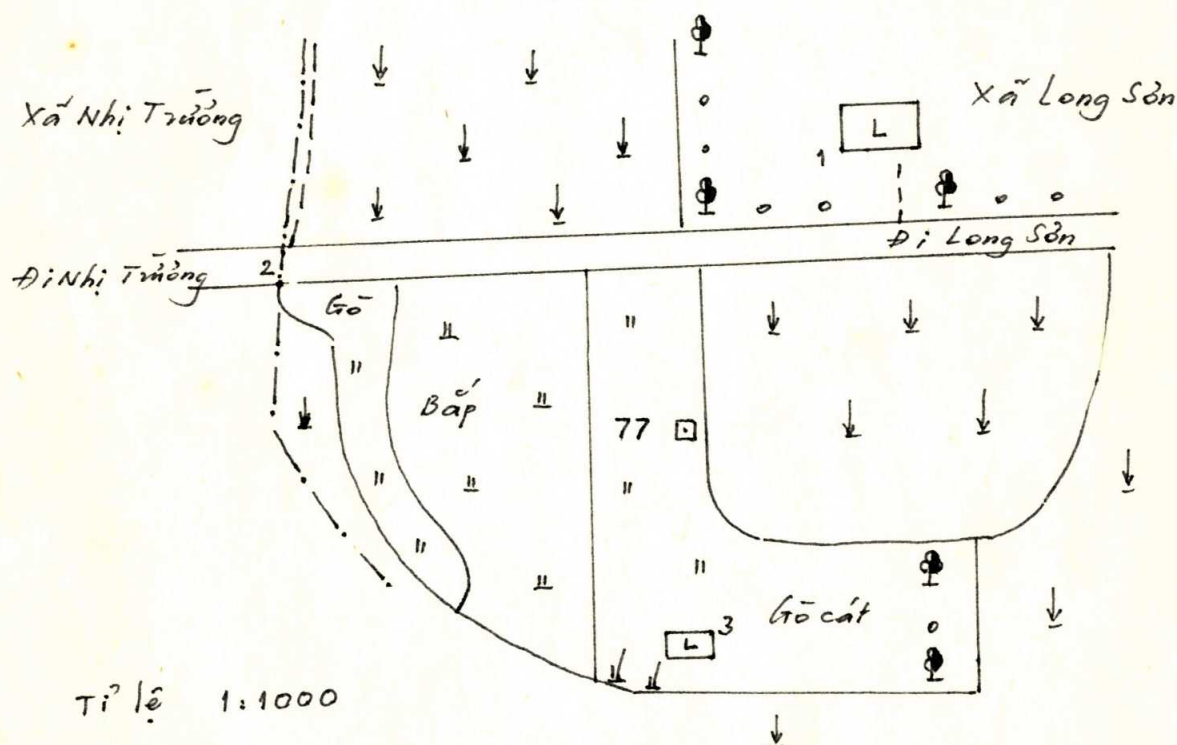 Xã Nhị Trường
Xã Long Sơn
L
1
Đi Long Sơn
2
Đi Nhị Trường
Gò
Bắp
77
3
L
Gò cát
Tỉ lệ 1:1000